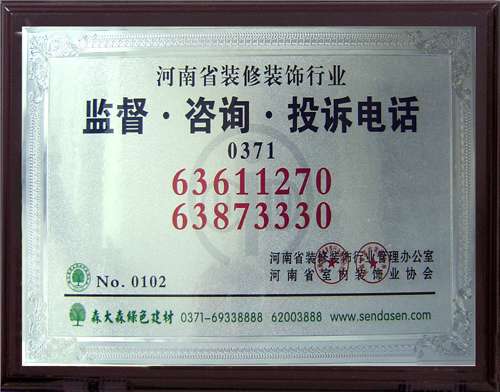 河南省装修装饰行业
监督·咨询·投诉电话
0371
63611270
63873330
河南省装修装饰行业管理办公室
河南省室内装饰业协会
No. 0102
森大森绿色建材 0371-69338888 62003888 www.sendasen.com